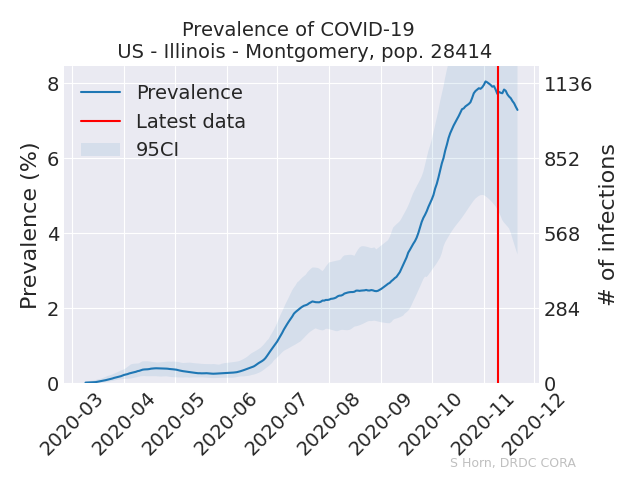 Prevalence of COVID-19
US - Illinois - Montgomery, pop. 28414
Prevalence
Latest data
95CI
Prevalence (%)
8
6
4
2
0
# of infections
1136
852
568
284
0
2020-03
2020-04
2020-05
2020-06
2020-07
2020-08
2020-09
2020-10
2020-11
2020-12
S Horn, DRDC CORA